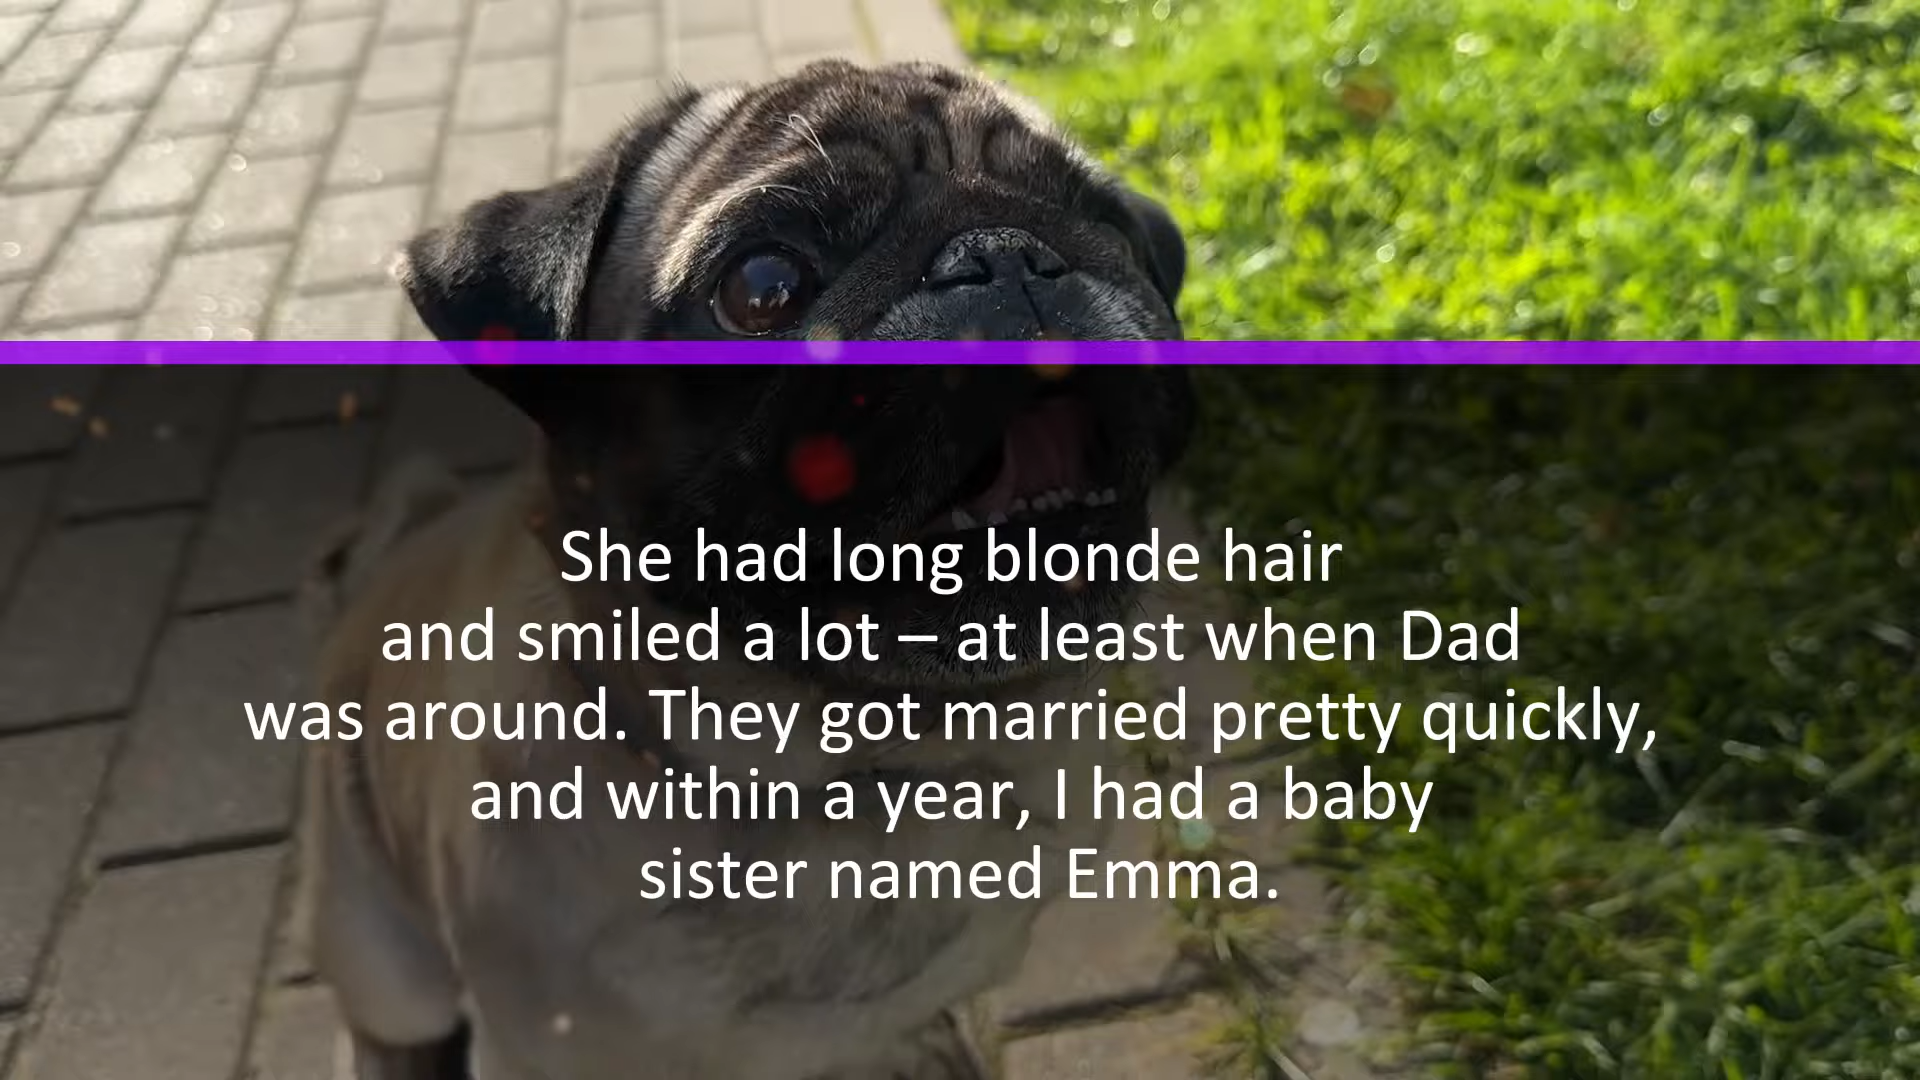 She had long blonde hair
and smiled a lot – at least when Dad
was around. They got married pretty quickly,
and within a year, I had a baby
sister named Emma.